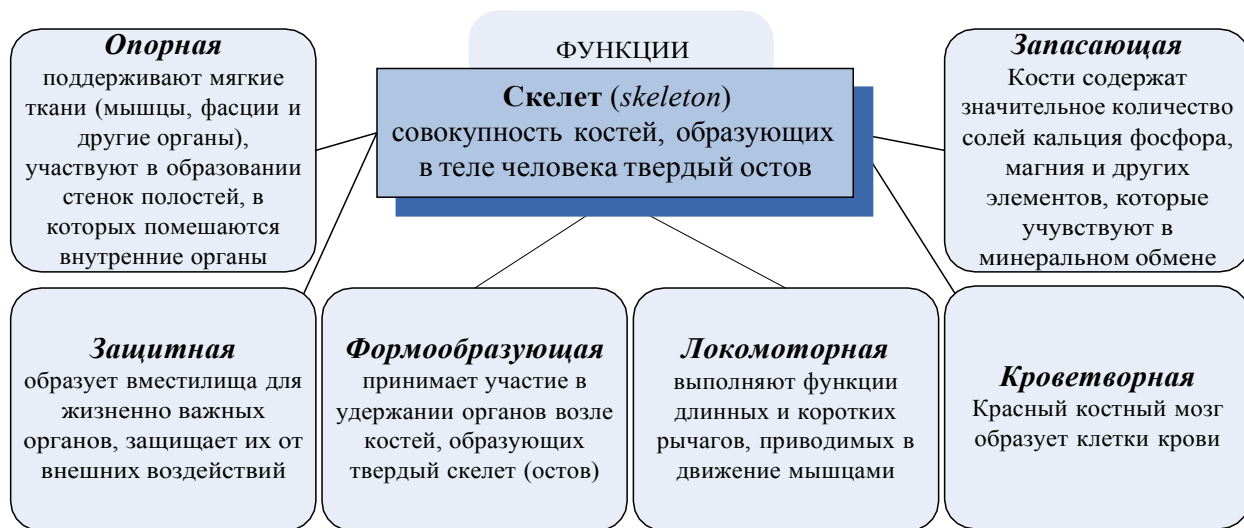 ФУНКЦИИ
Скелет (skeleton)
совокупность костей, образующих
в теле человека твердый остов
Опорная
поддерживают мягкие
ткани (мышцы, фасции и
другие органы),
участвуют в образовании
стенок полостей, в
которых помешаются
внутренние органы
Запасающая
Кости содержат
значительное количество
солей кальция фосфора,
магния и других
элементов, которые
учувствуют в
минеральном обмене
Защитная
образует вместилища для
жизненно важных
органов, защищает их от
внешних воздействий
Формообразующая
принимает участие в
удержании органов возле
костей, образующих
твердый скелет (остов)
Локомоторная
выполняют функции
длинных и коротких
рычагов, приводимых в
движение мышцами
Кроветворная
Красный костный мозг
образует клетки крови